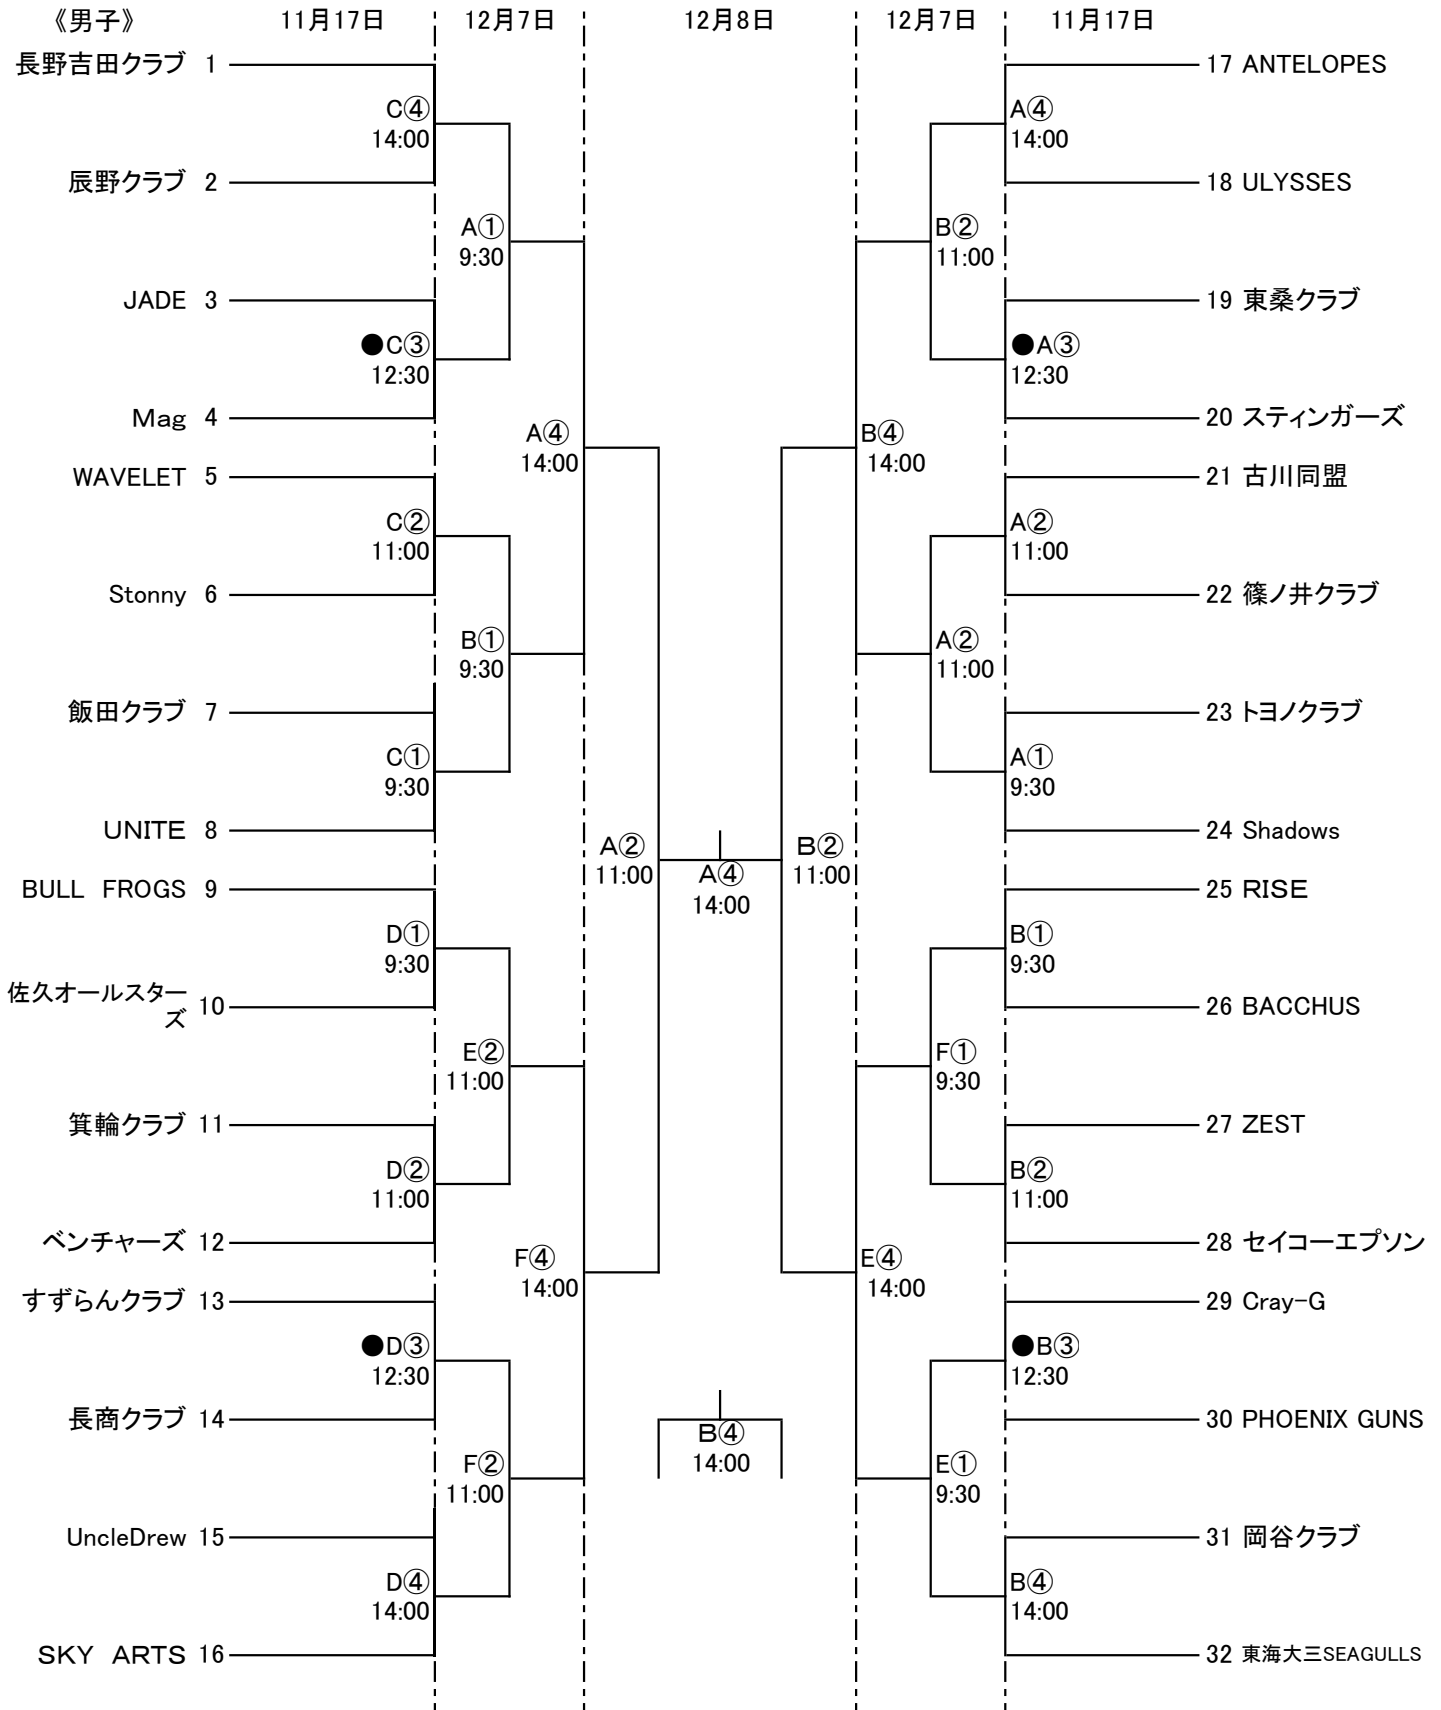 《男子》 11月17日 12月7日 12月8日 12月7日 11月17日
長野吉田クラブ 1
C④
14:00
辰野クラブ 2
A①
9:30
JADE 3
●C③
12:30
Mag 4
A④
14:00
WAVELET 5
C②
11:00
Stonny 6
B①
9:30
飯田クラブ 7
C①
9:30
UNITE 8
A②
11:00
BULL FROGS 9
D①
9:30
佐久オールスター
ズ 10
E②
11:00
箕輪クラブ 11
D②
11:00
ベンチャーズ 12
F④
14:00
すずらんクラブ 13
●D③
12:30
長商クラブ 14
F②
11:00
UncleDrew 15
D④
14:00
SKY ARTS 16
A④
14:00
B④
14:00
17 ANTELOPES
A④
14:00
18 ULYSSES
B②
11:00
19 東桑クラブ
●A③
12:30
20 スティンガーズ
B④
14:00
21 古川同盟
A②
11:00
22 篠ノ井クラブ
A②
11:00
23 トヨノクラブ
A①
9:30
24 Shadows
B②
11:00
25 RISE
B①
9:30
26 BACCHUS
F①
9:30
27 ZEST
B②
11:00
28 セイコーエプソン
E④
14:00
29 Cray-G
●B③
12:30
30 PHOENIX GUNS
E①
9:30
31 岡谷クラブ
B④
14:00
32 東海大三SEAGULLS